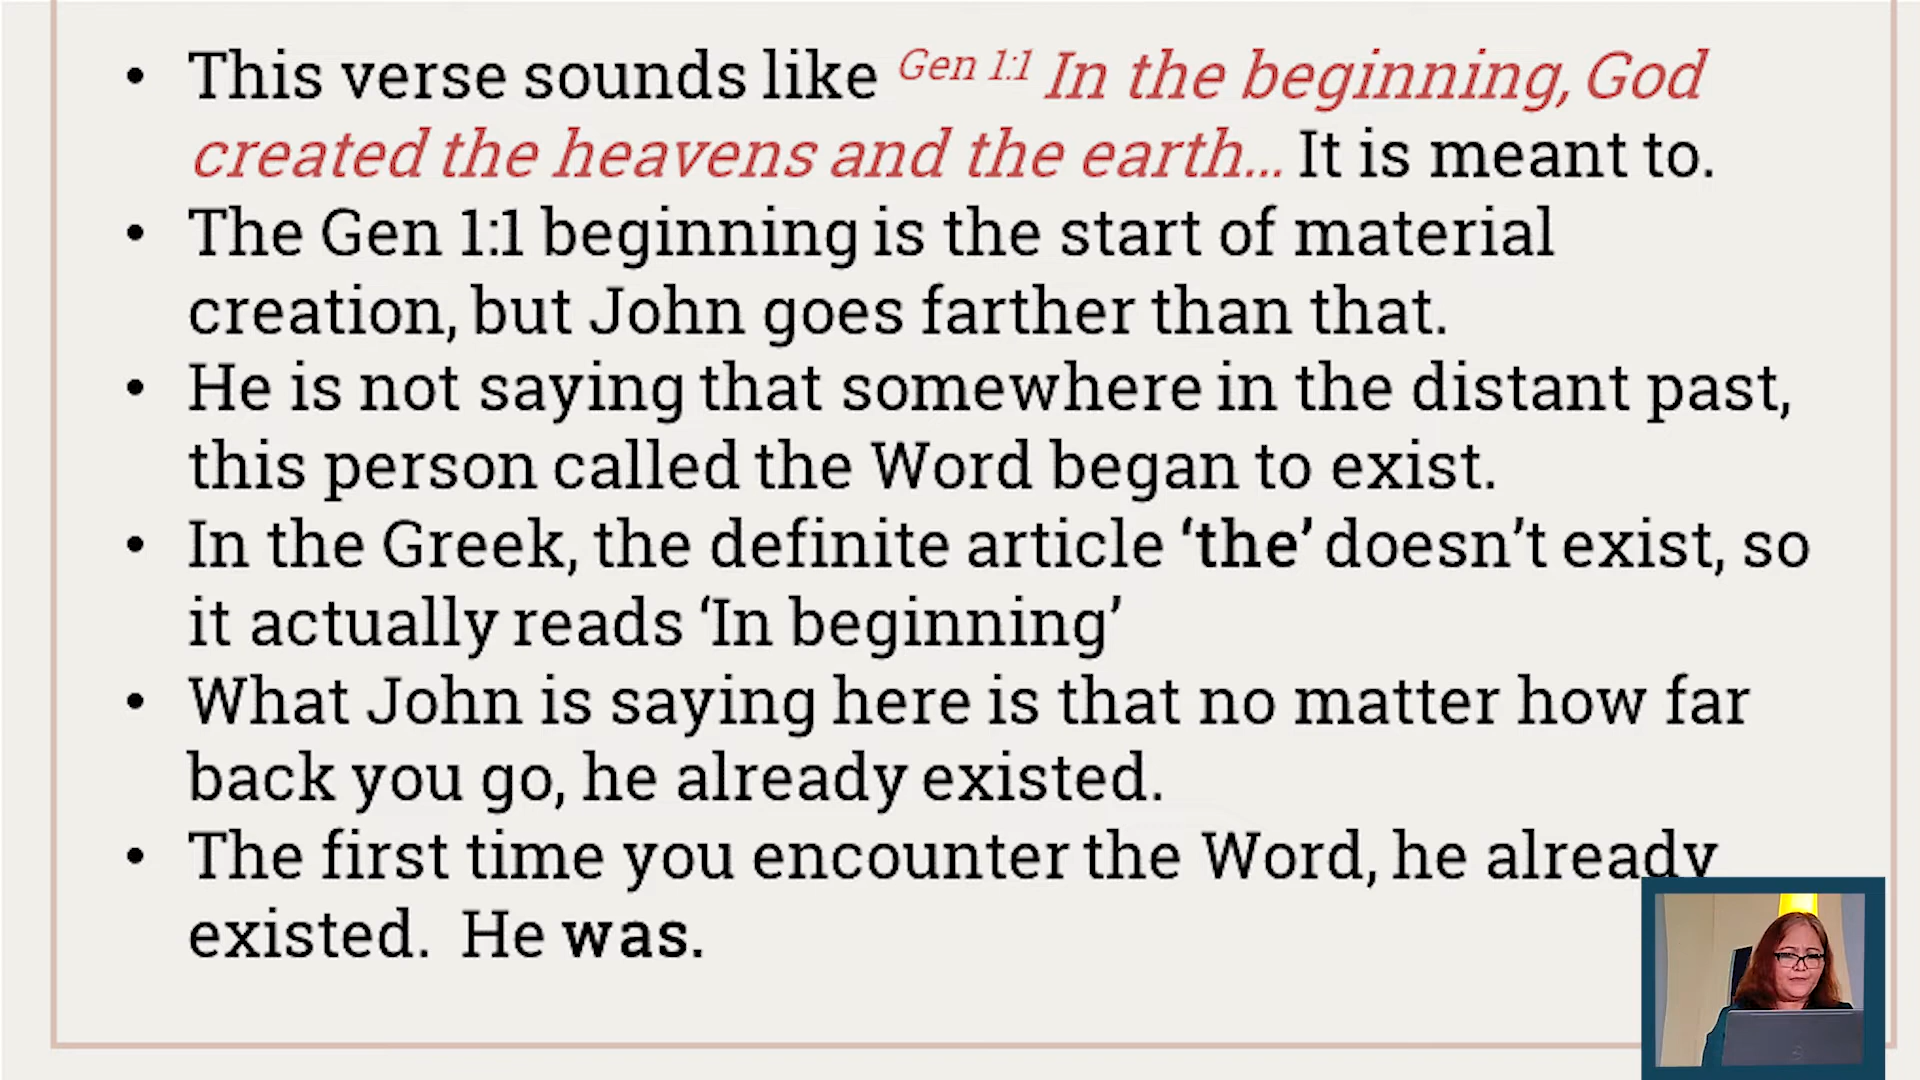 • This verse sounds like Gen 1:1 In the beginning, God
created the heavens and the earth... It is meant to.
• The Gen 1:1 beginning is the start of material
creation, but John goes farther than that.
• He is not saying that somewhere in the distant past,
this person called the Word began to exist.
• In the Greek, the definite article ‘the’ doesn’t exist, so
it actually reads ‘In beginning’
• What John is saying here is that no matter how far
back you go, he already existed.
• The first time you encounter the Word, he already
existed.  He was.